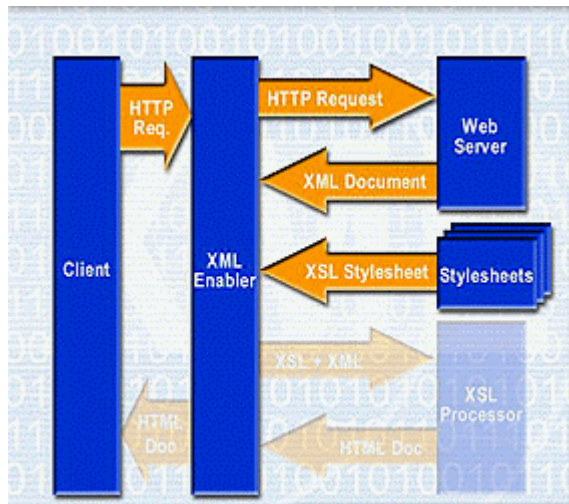 HTTP
Req.
HTTP Request
Web
Server
XML Document
Client
XML
Enabler
XSL Stylesheet
Stylesheets
XSL + XML
XSL
Processor
HTML
Doc
HTML Doc